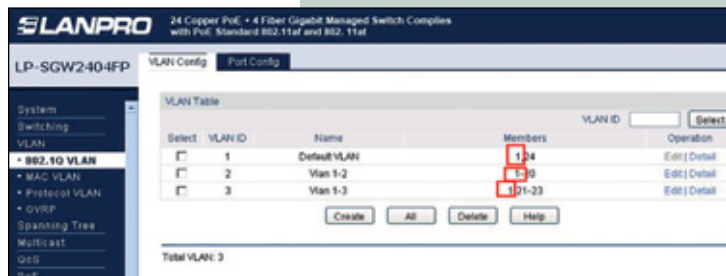 SLANPRO
24 Copper PoE + 4 Fiber Gigabit Managed Switch Complies
with PoE Standard 802.11af and 802. 11at
LP-SGW2404FP
VLAN Config Port Config
System
Switching
VLAN
• 802.1Q VLAN
• MAC VLAN
• Protocol VLAN
• GVRP
Spanning Tree
Multicast
QoS
PoE
VLAN Table
VLAN ID Select
Select VLAN ID Name Members Operation
1 Default VLAN 1,24 Edit | Detail
2 Vlan 1-2 1-20 Edit | Detail
3 Vlan 1-3 1,21-23 Edit | Detail
Create All Delete Help
Total VLAN: 3